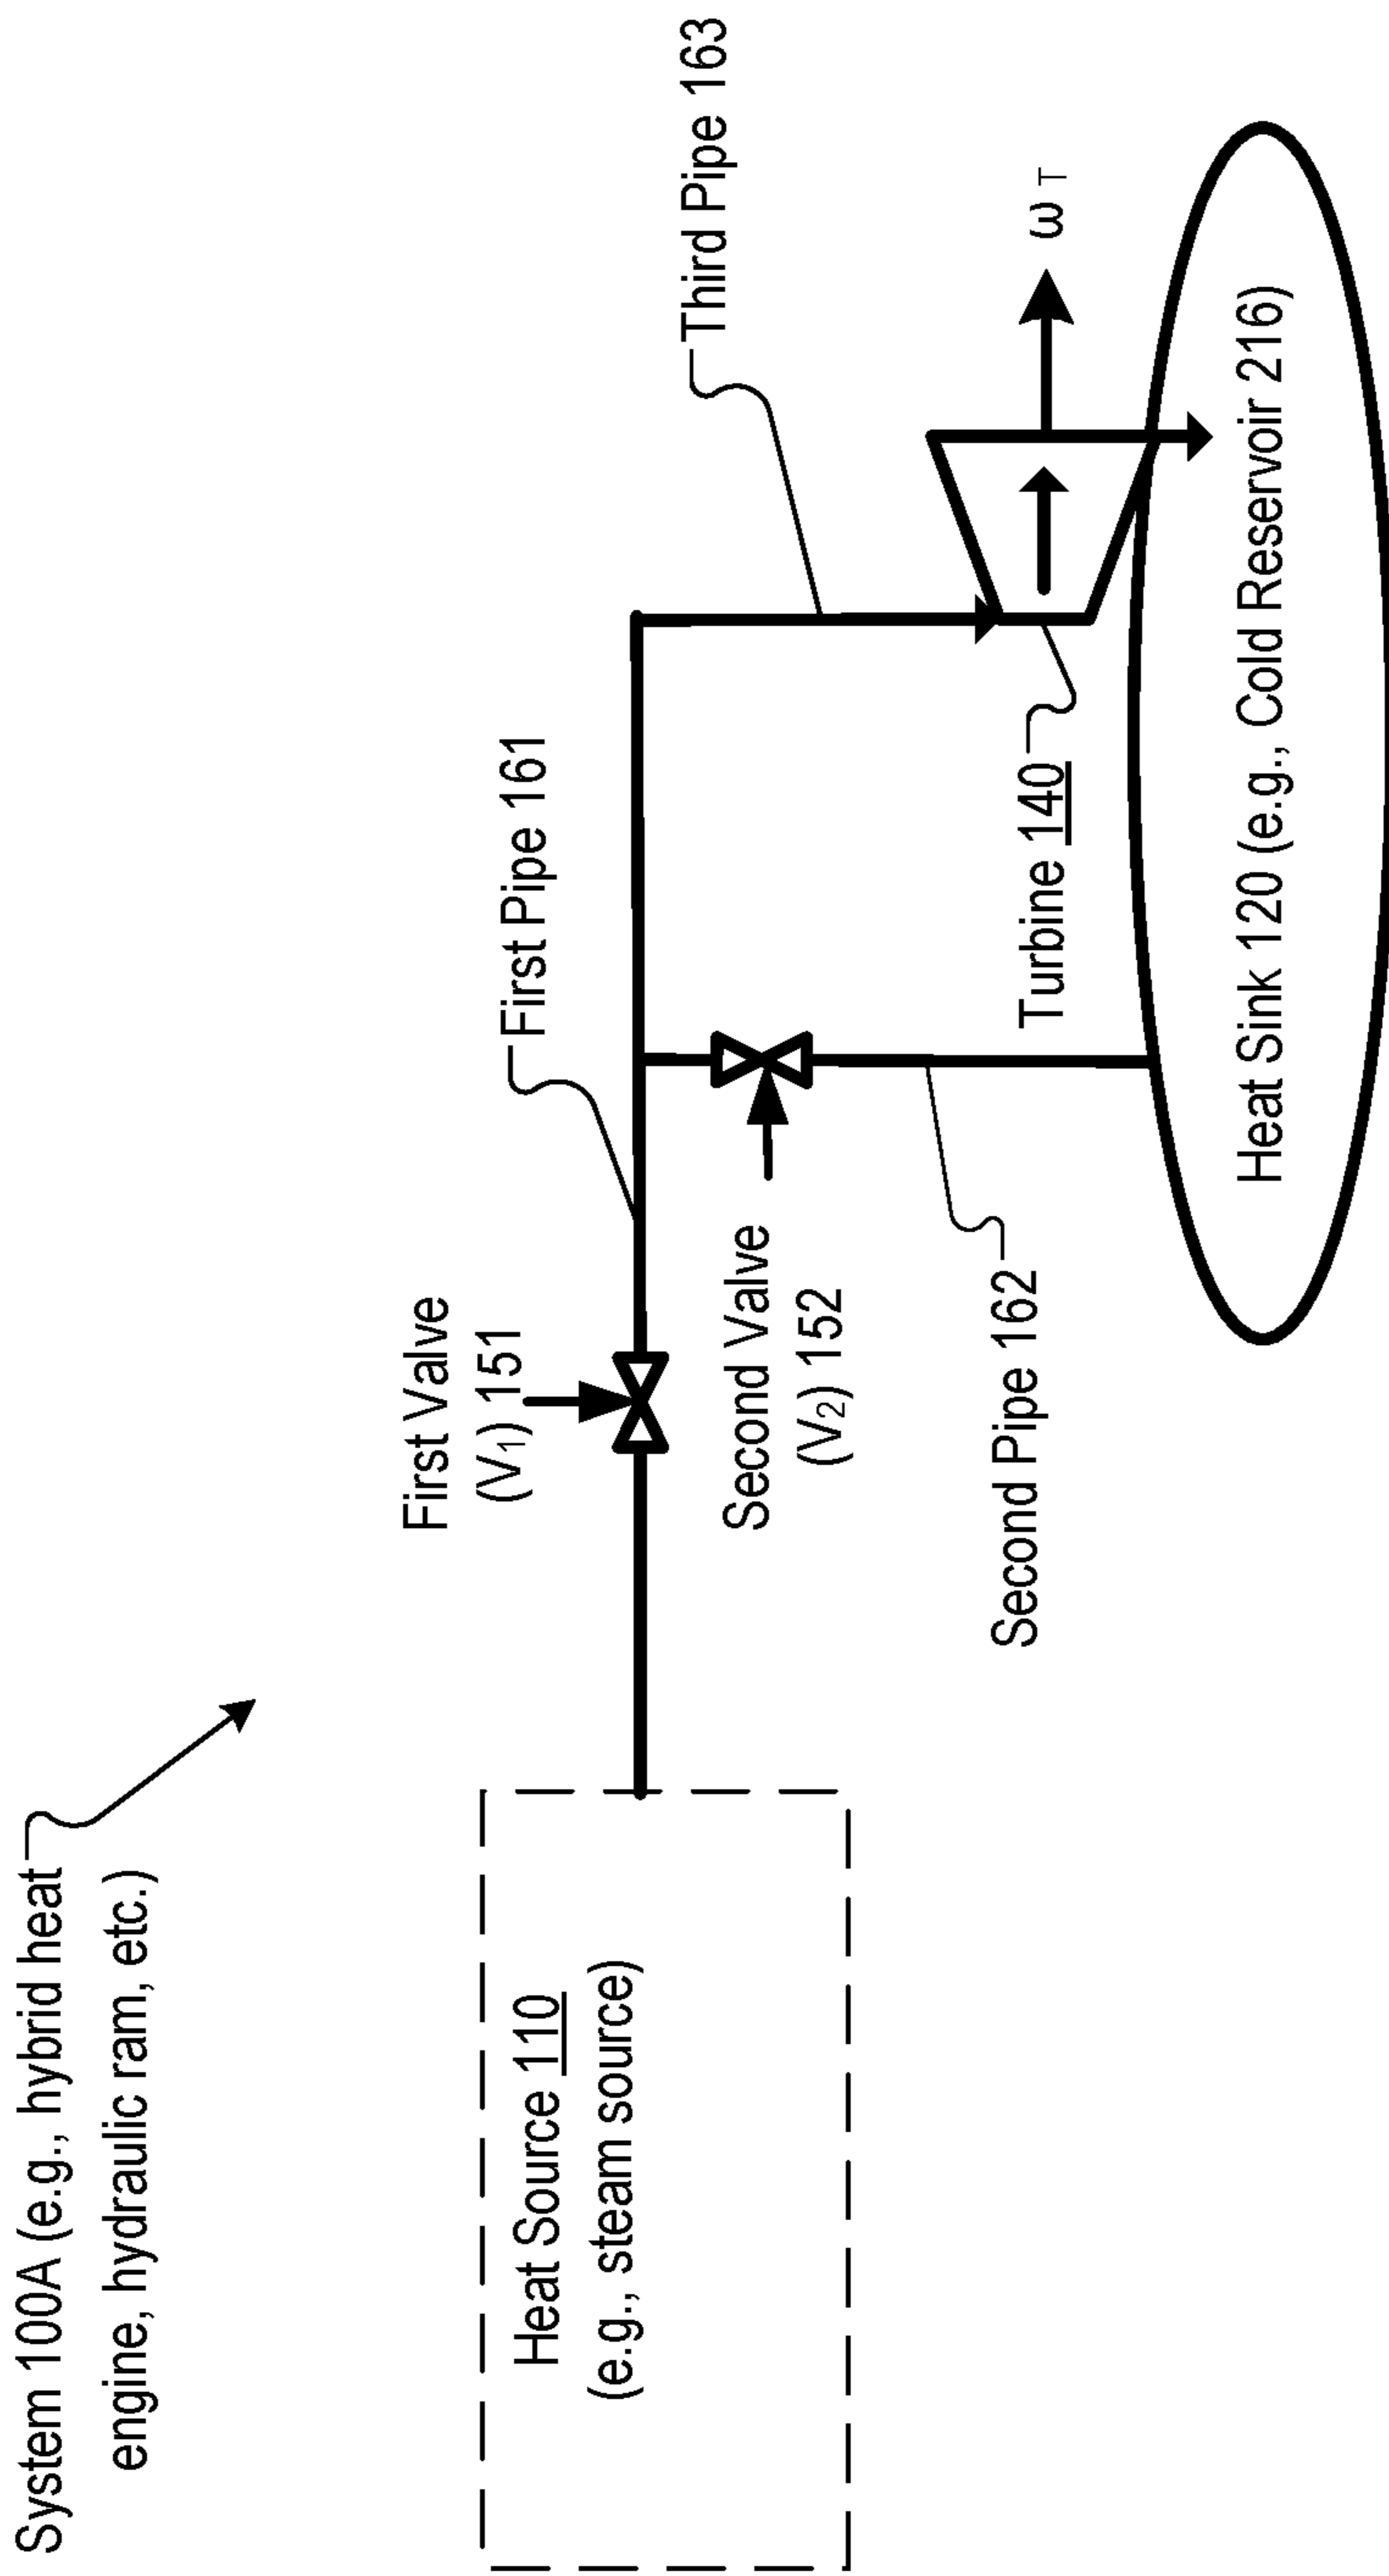 System 100A (e.g., hybrid heat
engine, hydraulic ram, etc.)
Heat Source 110
(e.g., steam source)
First Valve
(V₁) 151
First Pipe 161
Second Valve
(V₂) 152
Second Pipe 162
Third Pipe 163
Turbine 140
ω T
Heat Sink 120 (e.g., Cold Reservoir 216)